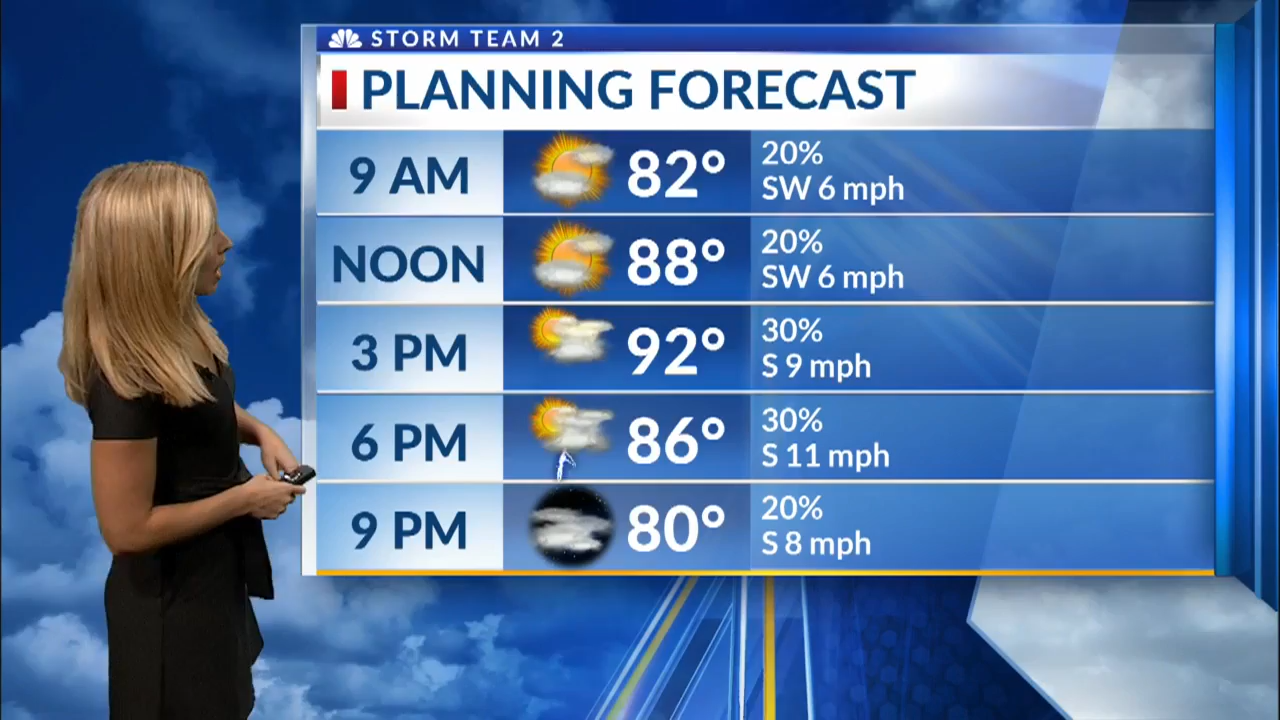 STORM TEAM 2
PLANNING FORECAST
9 AM 82° 20%
SW 6 mph
NOON 88° 20%
SW 6 mph
3 PM 92° 30%
S 9 mph
6 PM 86° 30%
S 11 mph
9 PM 80° 20%
S 8 mph